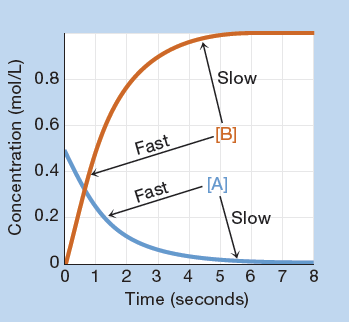 Concentration (mol/L)
0.8
0.6
0.4
0.2
0
Slow
Fast
[B]
Fast
[A]
Slow
0 1 2 3 4 5 6 7 8
Time (seconds)